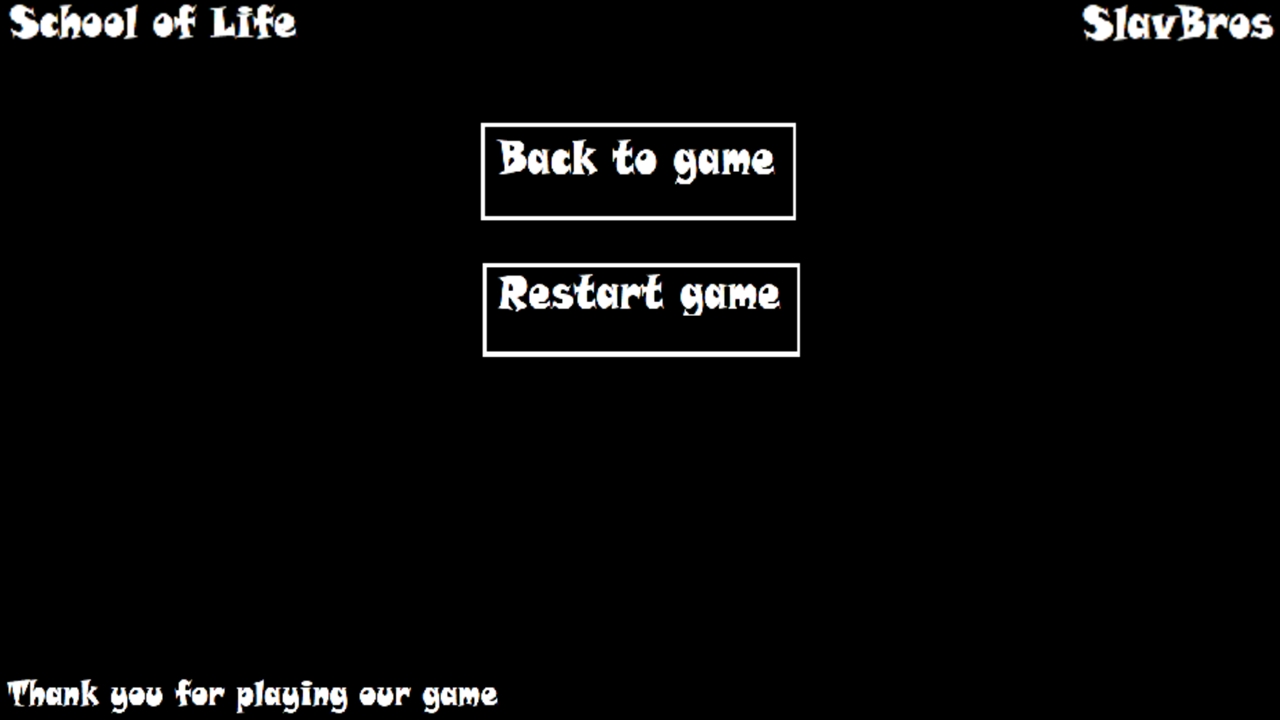 School of Life
SlavBros
Back to game
Restart game
Thank you for playing our game